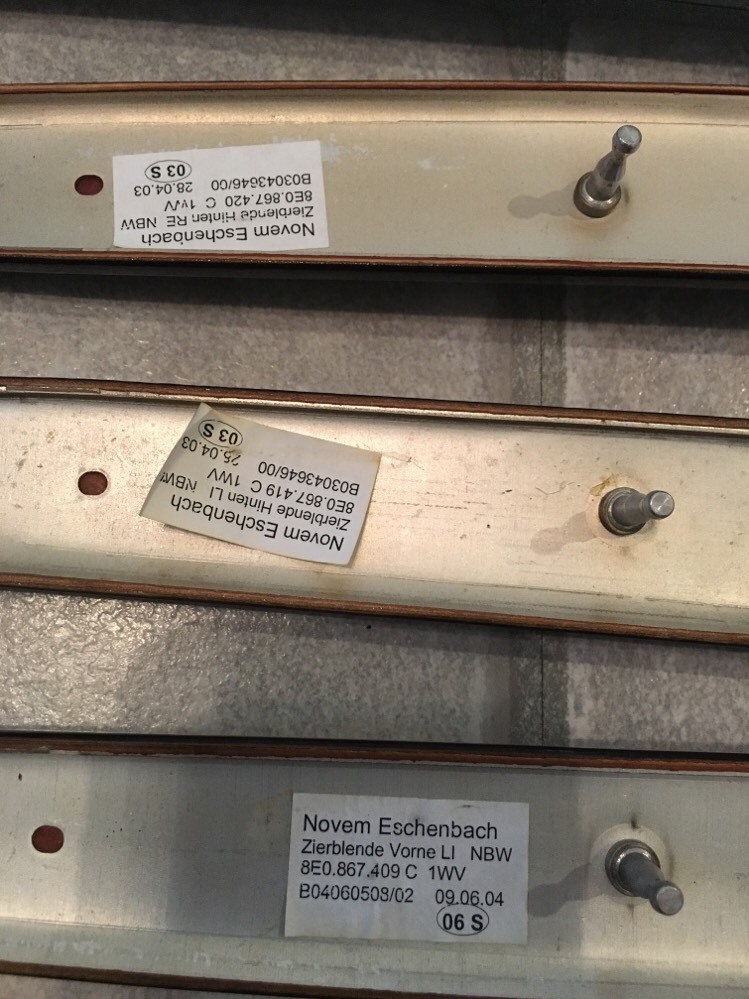 Novem Eschenbach
Zierblende Hinten RE NBW
8E0.867.420 C 1VV
B03043646/00 28.04.03
03 S
Novem Eschenbach
Zierblende Hinten LI NBW
8E0.867.419 C 1WV
B03043646/00 25.04.03
03 S
Novem Eschenbach
Zierblende Vorne LI NBW
8E0.867.409 C 1WV
B04060508/02 09.06.04
06 S